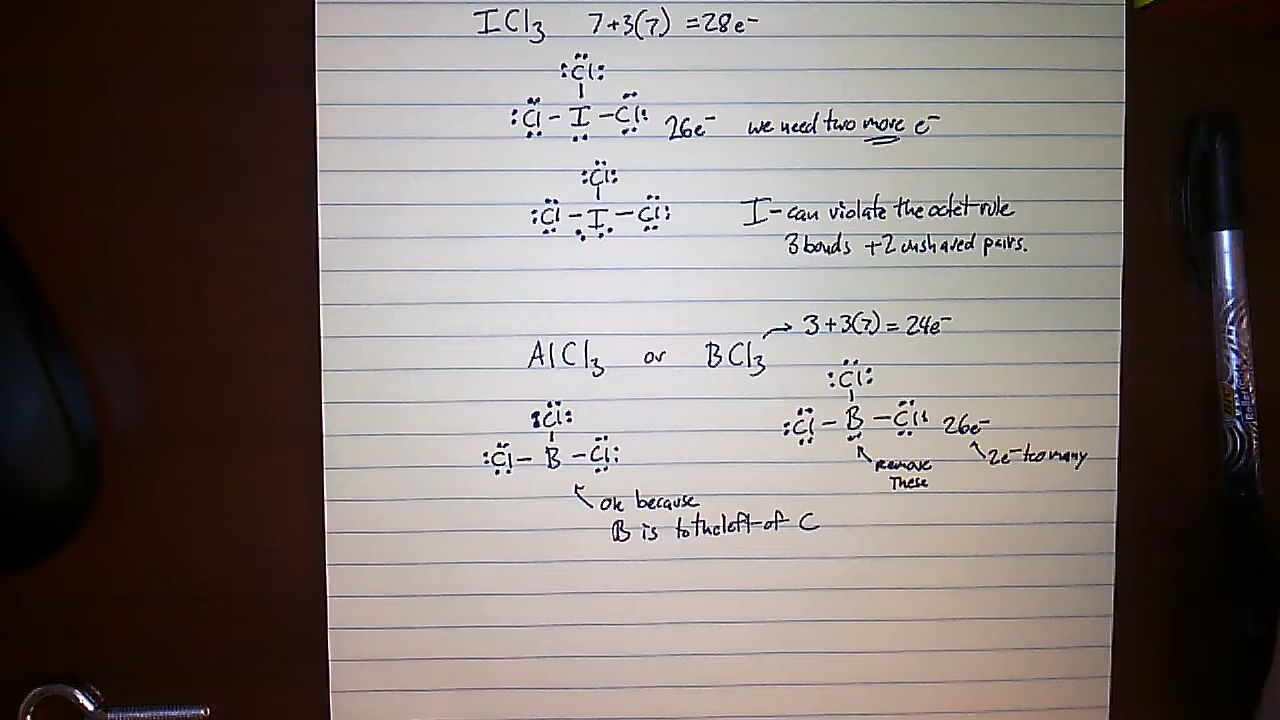 ICl3 7+3(7) =28e-
:Cl:
:Cl - I - Cl: 26e- we need two more e-
:Cl:
:Cl - I - Cl: I-can violate the octet rule
3 bonds +2 unshared pairs.
→ 3+3(7) = 24e-
AlCl3 or BCl3
:Cl:
:Cl - B - Cl: 26e-
2e- too many
remove
These
:Cl:
:Cl - B - Cl:
ok because
B is to the left of C